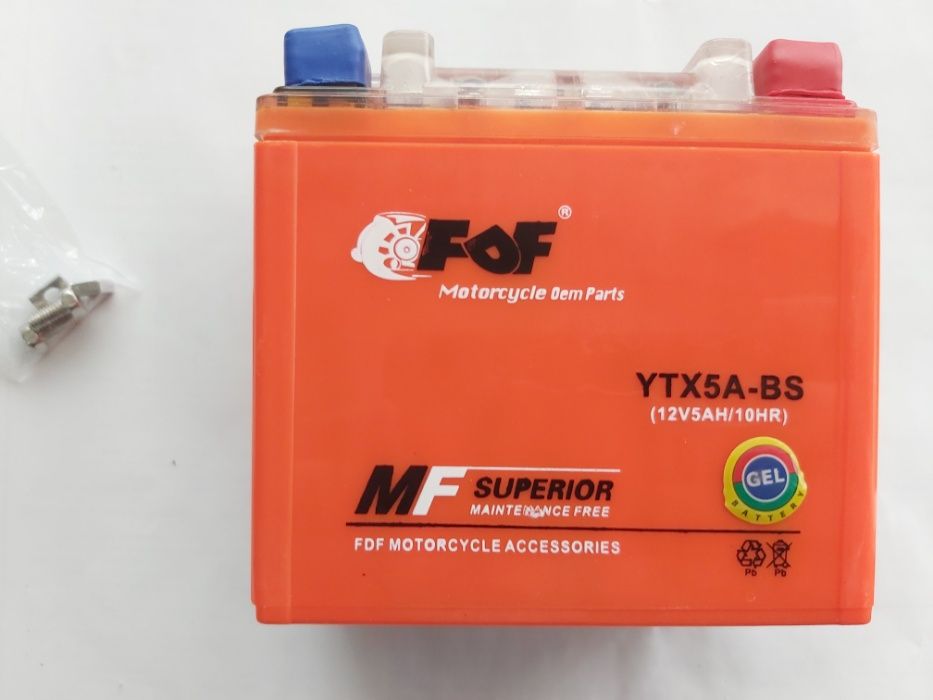 FDF ®
Motorcycle Oem Parts
YTX5A-BS
(12V5AH/10HR)
GEL
BATTERY
MF SUPERIOR
MAINTENANCE FREE
FDF MOTORCYCLE ACCESSORIES
Pb Pb